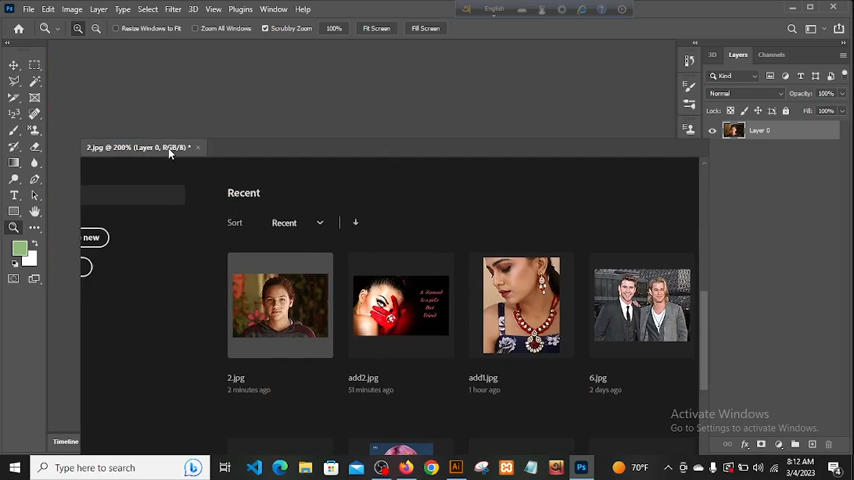 File Edit Image Layer Type Select Filter 3D View Plugins Window Help
English
Resize Windows to Fit Zoom All Windows Scrubby Zoom 100% Fit Screen Fill Screen
3D Layers Channels
Kind
Normal Opacity: 100%
Lock: Fill: 100%
Layer 0
2.jpg @ 200% (Layer 0, RGB/8) *
Recent
Sort Recent
new
2.jpg add2.jpg add1.jpg 6.jpg
2 minutes ago 51 minutes ago 1 hour ago 2 days ago
Activate Windows
Go to Settings to activate Windows.
Timeline
Type here to search
70°F
8:12 AM
3/4/2023